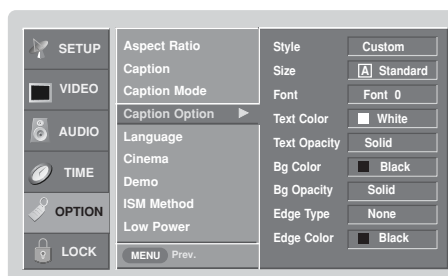 SETUP
VIDEO
AUDIO
TIME
OPTION
LOCK
Aspect Ratio
Caption
Caption Mode
Caption Option
Language
Cinema
Demo
ISM Method
Low Power
MENU Prev.
Style Custom
Size A Standard
Font Font 0
Text Color White
Text Opacity Solid
Bg Color Black
Bg Opacity Solid
Edge Type None
Edge Color Black